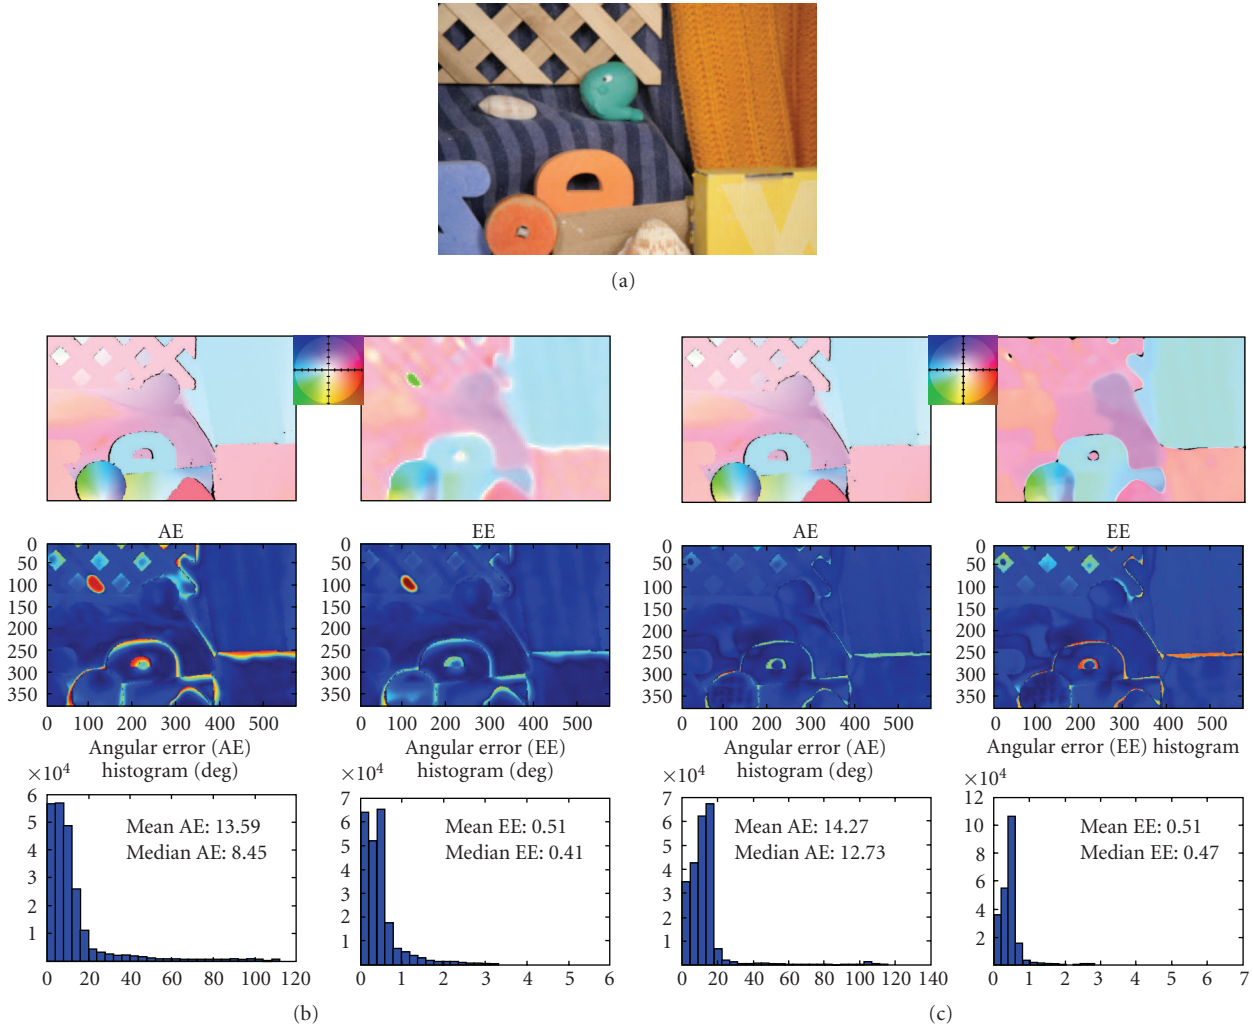 (a)
AE
EE
AE
EE
0
50
100
150
200
250
300
350
0 100 200 300 400 500
Angular error (AE)
histogram (deg)
0
50
100
150
200
250
300
350
0 100 200 300 400 500
Angular error (EE)
histogram (deg)
0
50
100
150
200
250
300
350
0 100 200 300 400 500
Angular error (AE)
histogram (deg)
0
50
100
150
200
250
300
350
0 100 200 300 400 500
Angular error (EE) histogram
×10⁴
6
5
4
3
2
1
Mean AE: 13.59
Median AE: 8.45
0 20 40 60 80 100 120
×10⁴
7
6
5
4
3
2
1
Mean EE: 0.51
Median EE: 0.41
0 1 2 3 4 5 6
×10⁴
7
6
5
4
3
2
1
Mean AE: 14.27
Median AE: 12.73
0 20 40 60 80 100 120 140
×10⁴
12
10
8
6
4
2
Mean EE: 0.51
Median EE: 0.47
0 1 2 3 4 5 6 7
(b)
(c)